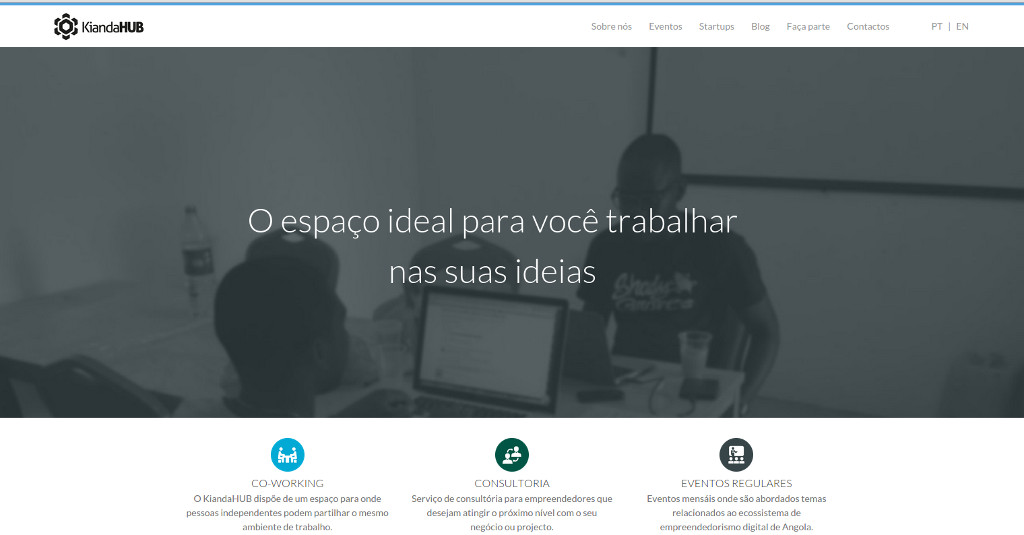 KiandaHUB
Sobre nós Eventos Startups Blog Faça parte Contactos PT | EN
O espaço ideal para você trabalhar
nas suas ideias
CO-WORKING
O KiandaHUB dispõe de um espaço para onde
pessoas independentes podem partilhar o mesmo
ambiente de trabalho.
CONSULTORIA
Serviço de consultória para empreendedores que
desejam atingir o próximo nível com o seu
negócio ou projecto.
EVENTOS REGULARES
Eventos mensáis onde são abordados temas
relacionados ao ecossistema de
empreendedorismo digital de Angola.